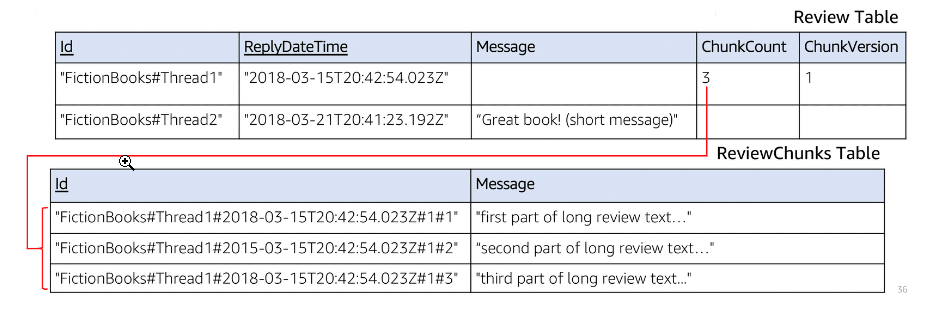 Review Table
Id ReplyDateTime Message ChunkCount ChunkVersion
"FictionBooks#Thread1" "2018-03-15T20:42:54.023Z" 3 1
"FictionBooks#Thread2" "2018-03-21T20:41:23.192Z" "Great book! (short message)"
ReviewChunks Table
Id Message
"FictionBooks#Thread1#2018-03-15T20:42:54.023Z#1#1" "first part of long review text…"
"FictionBooks#Thread1#2015-03-15T20:42:54.023Z#1#2" "second part of long review text…"
"FictionBooks#Thread1#2018-03-15T20:42:54.023Z#1#3" "third part of long review text..."
36